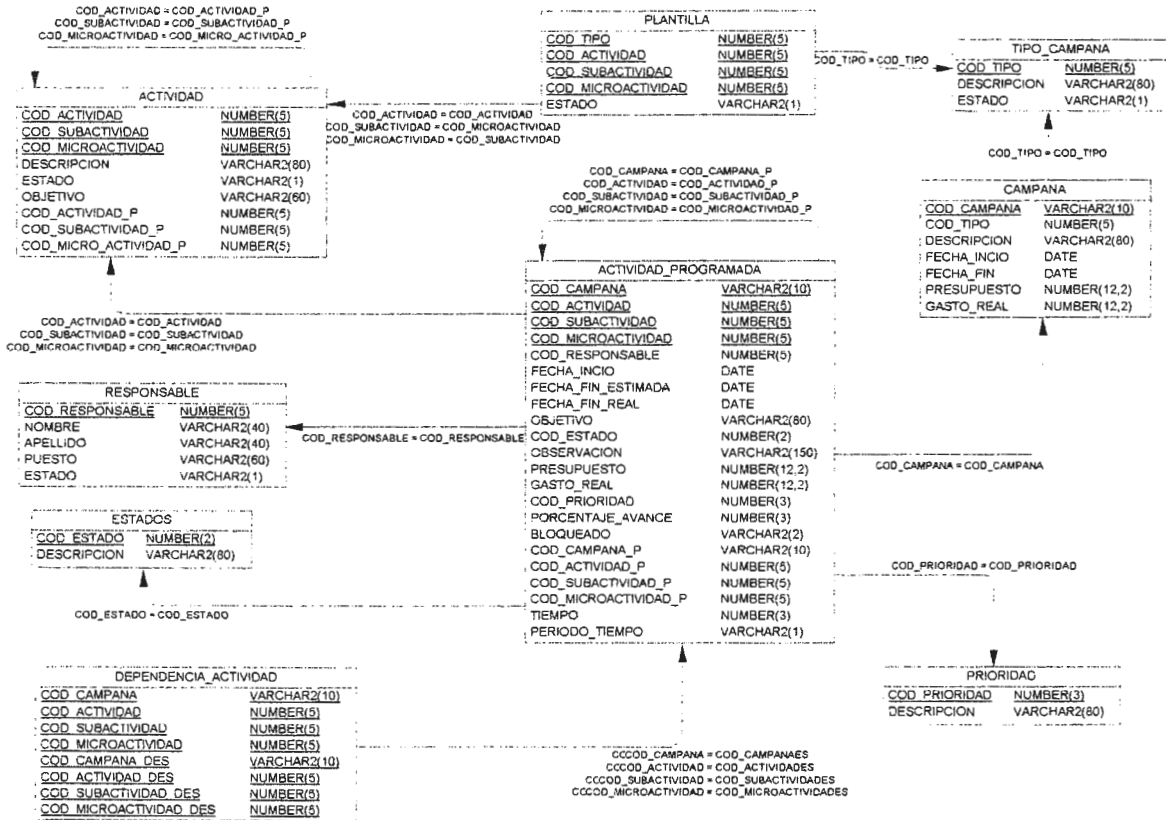 COD_ACTIVIDAD = COD_ACTIVIDAD_P
COD_SUBACTIVIDAD = COD_SUBACTIVIDAD_P
COD_MICROACTIVIDAD = COD_MICRO_ACTIVIDAD_P
ACTIVIDAD
COD_ACTIVIDAD NUMBER(5)
COD_SUBACTIVIDAD NUMBER(5)
COD_MICROACTIVIDAD NUMBER(5)
DESCRIPCION VARCHAR2(80)
ESTADO VARCHAR2(1)
OBJETIVO VARCHAR2(60)
COD_ACTIVIDAD_P NUMBER(5)
COD_SUBACTIVIDAD_P NUMBER(5)
COD_MICRO_ACTIVIDAD_P NUMBER(5)
PLANTILLA
COD_TIPO NUMBER(5)
COD_ACTIVIDAD NUMBER(5)
COD_SUBACTIVIDAD NUMBER(5)
COD_MICROACTIVIDAD NUMBER(5)
ESTADO VARCHAR2(1)
COD_TIPO = COD_TIPO
TIPO_CAMPANA
COD_TIPO NUMBER(5)
DESCRIPCION VARCHAR2(80)
ESTADO VARCHAR2(1)
COD_ACTIVIDAD = COD_ACTIVIDAD
COD_SUBACTIVIDAD = COD_MICROACTIVIDAD
COD_MICROACTIVIDAD = COD_SUBACTIVIDAD
COD_TIPO = COD_TIPO
CAMPANA
COD_CAMPANA VARCHAR2(10)
COD_TIPO NUMBER(5)
DESCRIPCION VARCHAR2(80)
FECHA_INCIO DATE
FECHA_FIN DATE
PRESUPUESTO NUMBER(12,2)
GASTO_REAL NUMBER(12,2)
COD_CAMPANA = COD_CAMPANA_P
COD_ACTIVIDAD = COD_ACTIVIDAD_P
COD_SUBACTIVIDAD = COD_SUBACTIVIDAD_P
COD_MICROACTIVIDAD = COD_MICROACTIVIDAD_P
ACTIVIDAD_PROGRAMADA
COD_CAMPANA VARCHAR2(10)
COD_ACTIVIDAD NUMBER(5)
COD_SUBACTIVIDAD NUMBER(5)
COD_MICROACTIVIDAD NUMBER(5)
COD_RESPONSABLE NUMBER(5)
FECHA_INCIO DATE
FECHA_FIN_ESTIMADA DATE
FECHA_FIN_REAL DATE
OBJETIVO VARCHAR2(80)
COD_ESTADO NUMBER(2)
OBSERVACION VARCHAR2(150)
PRESUPUESTO NUMBER(12,2)
GASTO_REAL NUMBER(12,2)
COD_PRIORIDAD NUMBER(3)
PORCENTAJE_AVANCE NUMBER(3)
BLOQUEADO VARCHAR2(2)
COD_CAMPANA_P VARCHAR2(10)
COD_ACTIVIDAD_P NUMBER(5)
COD_SUBACTIVIDAD_P NUMBER(5)
COD_MICROACTIVIDAD_P NUMBER(5)
TIEMPO NUMBER(3)
PERIODO_TIEMPO VARCHAR2(1)
COD_ACTIVIDAD = COD_ACTIVIDAD
COD_SUBACTIVIDAD = COD_SUBACTIVIDAD
COD_MICROACTIVIDAD = COD_MICROACTIVIDAD
RESPONSABLE
COD_RESPONSABLE NUMBER(5)
NOMBRE VARCHAR2(40)
APELLIDO VARCHAR2(40)
PUESTO VARCHAR2(60)
ESTADO VARCHAR2(1)
COD_RESPONSABLE = COD_RESPONSABLE
COD_CAMPANA = COD_CAMPANA
ESTADOS
COD_ESTADO NUMBER(2)
DESCRIPCION VARCHAR2(80)
COD_ESTADO = COD_ESTADO
COD_PRIORIDAD = COD_PRIORIDAD
PRIORIDAD
COD_PRIORIDAD NUMBER(3)
DESCRIPCION VARCHAR2(80)
DEPENDENCIA_ACTIVIDAD
COD_CAMPANA VARCHAR2(10)
COD_ACTIVIDAD NUMBER(5)
COD_SUBACTIVIDAD NUMBER(5)
COD_MICROACTIVIDAD NUMBER(5)
COD_CAMPANA_DES VARCHAR2(10)
COD_ACTIVIDAD_DES NUMBER(5)
COD_SUBACTIVIDAD_DES NUMBER(5)
COD_MICROACTIVIDAD_DES NUMBER(5)
CCCOD_CAMPANA = COD_CAMPANAES
CCCOD_ACTIVIDAD = COD_ACTIVIDADES
CCCOD_SUBACTIVIDAD = COD_SUBACTIVIDADES
CCCOD_MICROACTIVIDAD = COD_MICROACTIVIDADES